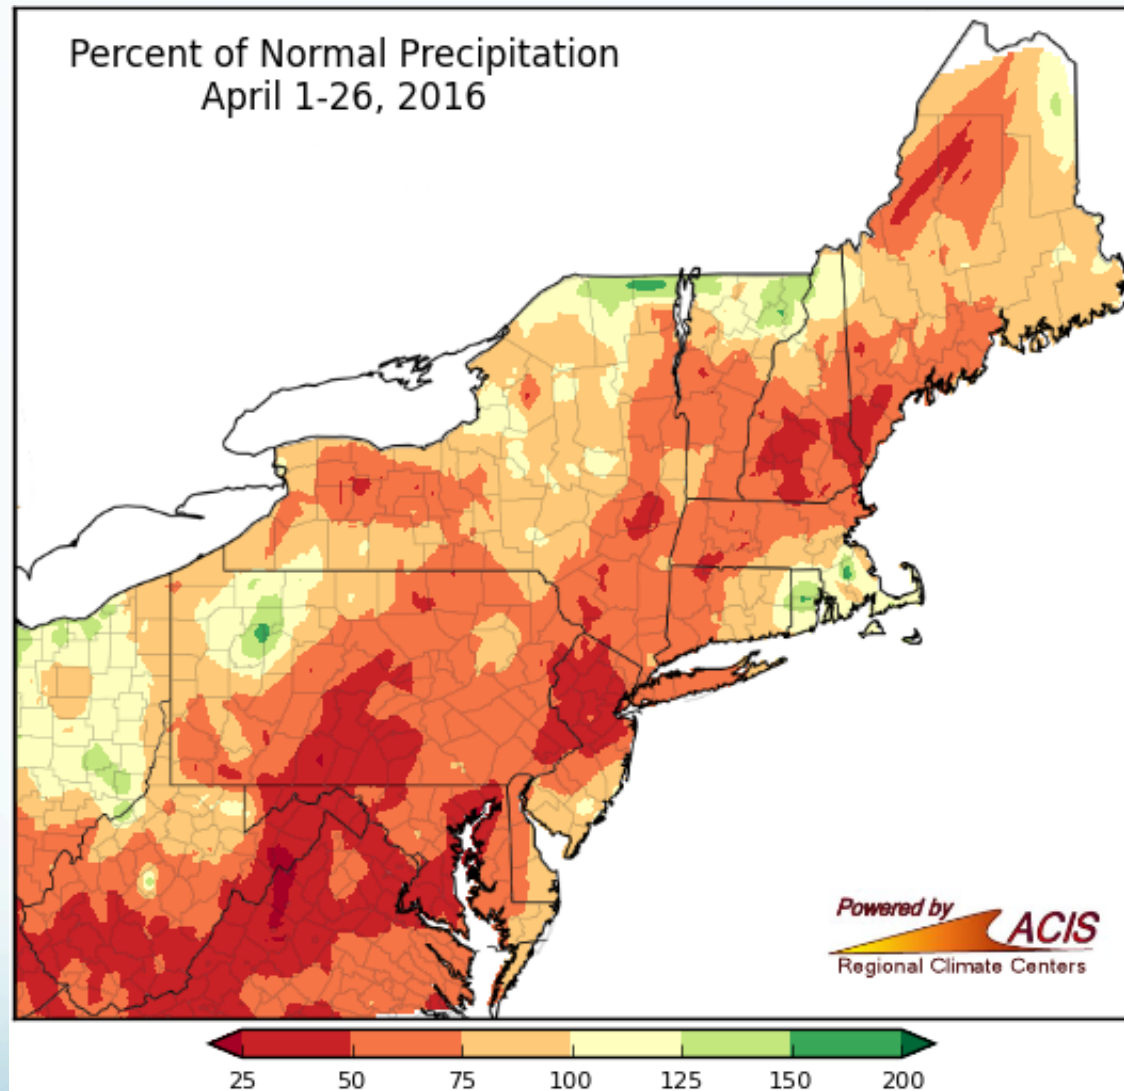 Percent of Normal Precipitation
April 1-26, 2016
Powered by
ACIS
Regional Climate Centers
25 50 75 100 125 150 200